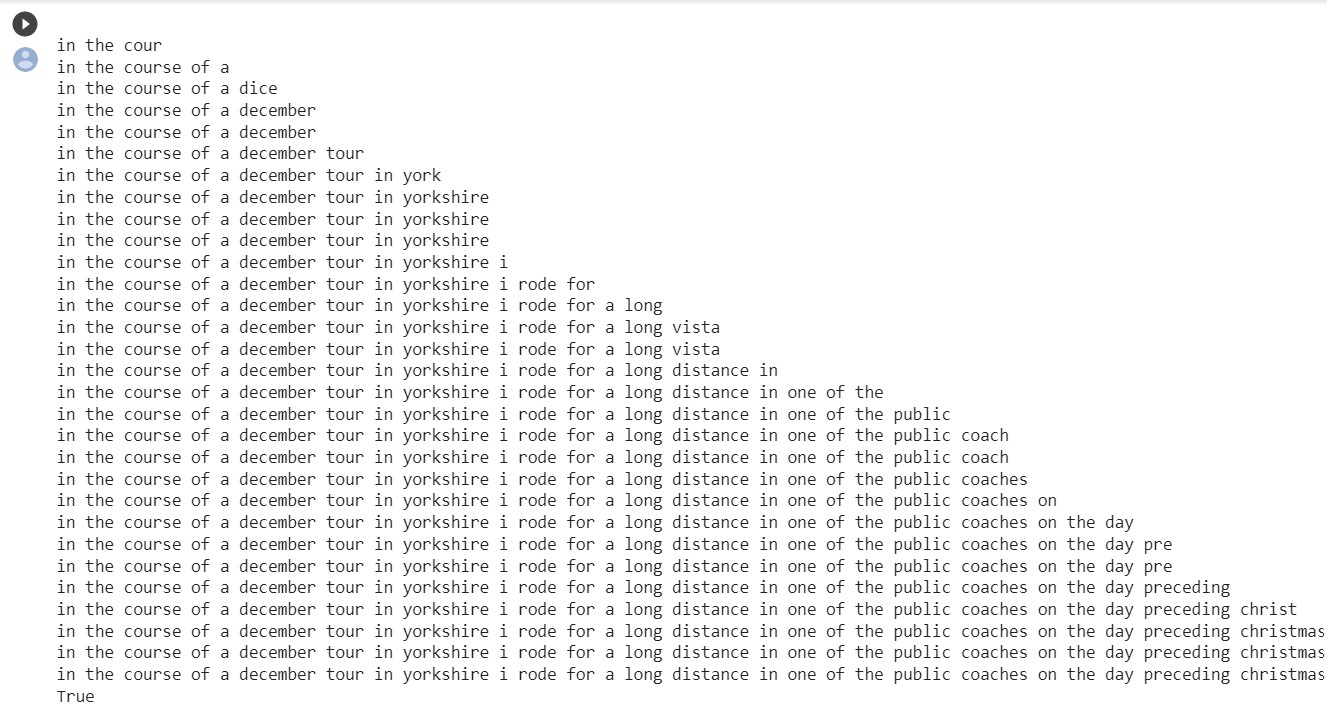 in the cour
in the course of a
in the course of a dice
in the course of a december
in the course of a december
in the course of a december tour
in the course of a december tour in york
in the course of a december tour in yorkshire
in the course of a december tour in yorkshire
in the course of a december tour in yorkshire
in the course of a december tour in yorkshire i
in the course of a december tour in yorkshire i rode for
in the course of a december tour in yorkshire i rode for a long
in the course of a december tour in yorkshire i rode for a long vista
in the course of a december tour in yorkshire i rode for a long vista
in the course of a december tour in yorkshire i rode for a long distance in
in the course of a december tour in yorkshire i rode for a long distance in one of the
in the course of a december tour in yorkshire i rode for a long distance in one of the public
in the course of a december tour in yorkshire i rode for a long distance in one of the public coach
in the course of a december tour in yorkshire i rode for a long distance in one of the public coach
in the course of a december tour in yorkshire i rode for a long distance in one of the public coaches
in the course of a december tour in yorkshire i rode for a long distance in one of the public coaches on
in the course of a december tour in yorkshire i rode for a long distance in one of the public coaches on the day
in the course of a december tour in yorkshire i rode for a long distance in one of the public coaches on the day pre
in the course of a december tour in yorkshire i rode for a long distance in one of the public coaches on the day pre
in the course of a december tour in yorkshire i rode for a long distance in one of the public coaches on the day preceding
in the course of a december tour in yorkshire i rode for a long distance in one of the public coaches on the day preceding christ
in the course of a december tour in yorkshire i rode for a long distance in one of the public coaches on the day preceding christmas
in the course of a december tour in yorkshire i rode for a long distance in one of the public coaches on the day preceding christmas
in the course of a december tour in yorkshire i rode for a long distance in one of the public coaches on the day preceding christmas
True